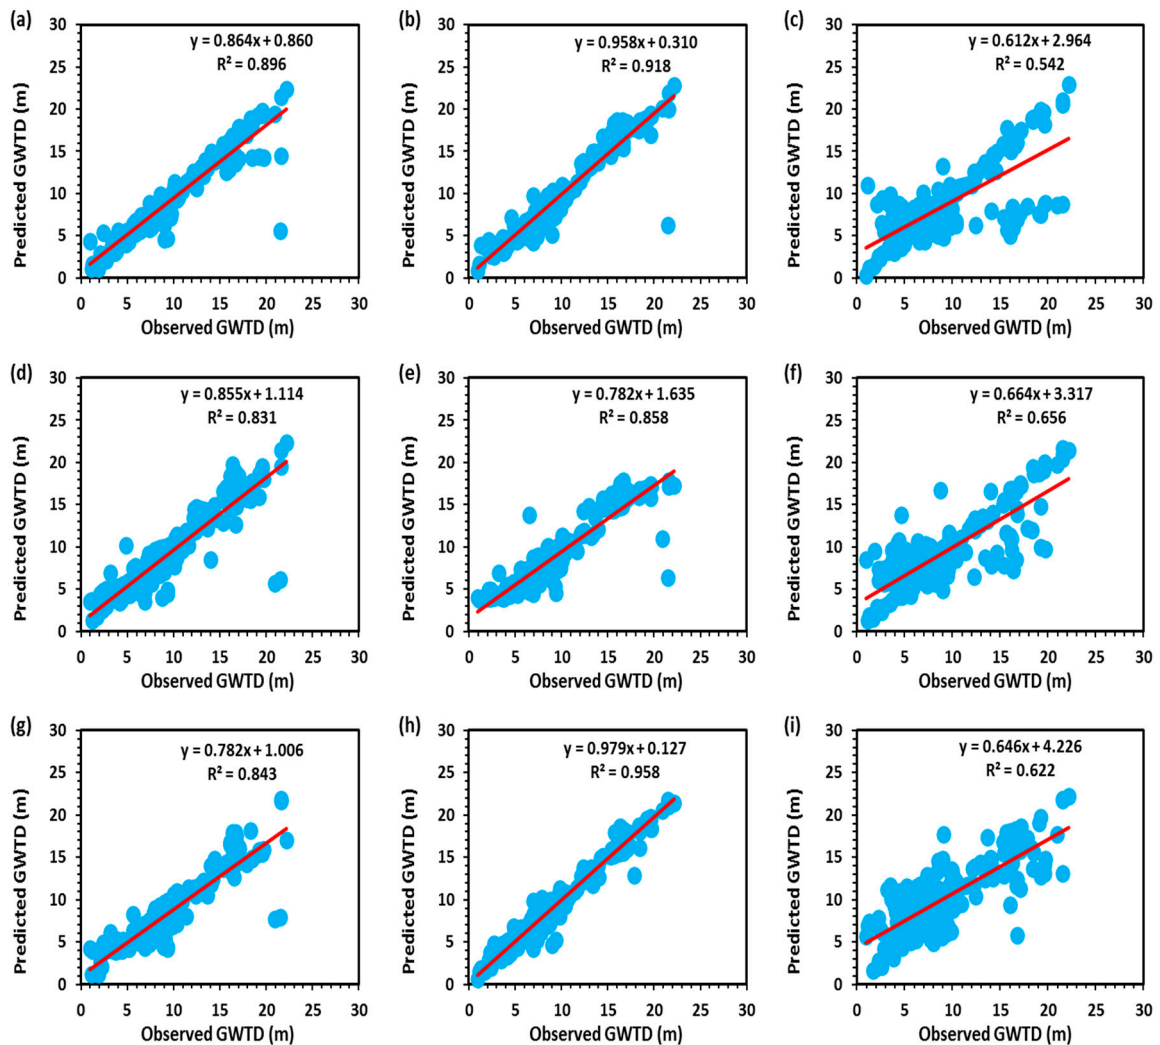 (a)
y = 0.864x + 0.860
R² = 0.896
30
25
20
15
10
5
0
Predicted GWTD (m)
0 5 10 15 20 25 30
Observed GWTD (m)
(b)
y = 0.958x + 0.310
R² = 0.918
30
25
20
15
10
5
0
Predicted GWTD (m)
0 5 10 15 20 25 30
Observed GWTD (m)
(c)
y = 0.612x + 2.964
R² = 0.542
30
25
20
15
10
5
0
Predicted GWTD (m)
0 5 10 15 20 25 30
Observed GWTD (m)
(d)
y = 0.855x + 1.114
R² = 0.831
30
25
20
15
10
5
0
Predicted GWTD (m)
0 5 10 15 20 25 30
Observed GWTD (m)
(e)
y = 0.782x + 1.635
R² = 0.858
30
25
20
15
10
5
0
Predicted GWTD (m)
0 5 10 15 20 25 30
Observed GWTD (m)
(f)
y = 0.664x + 3.317
R² = 0.656
30
25
20
15
10
5
0
Predicted GWTD (m)
0 5 10 15 20 25 30
Observed GWTD (m)
(g)
y = 0.782x + 1.006
R² = 0.843
30
25
20
15
10
5
0
Predicted GWTD (m)
0 5 10 15 20 25 30
Observed GWTD (m)
(h)
y = 0.979x + 0.127
R² = 0.958
30
25
20
15
10
5
0
Predicted GWTD (m)
0 5 10 15 20 25 30
Observed GWTD (m)
(i)
y = 0.646x + 4.226
R² = 0.622
30
25
20
15
10
5
0
Predicted GWTD (m)
0 5 10 15 20 25 30
Observed GWTD (m)